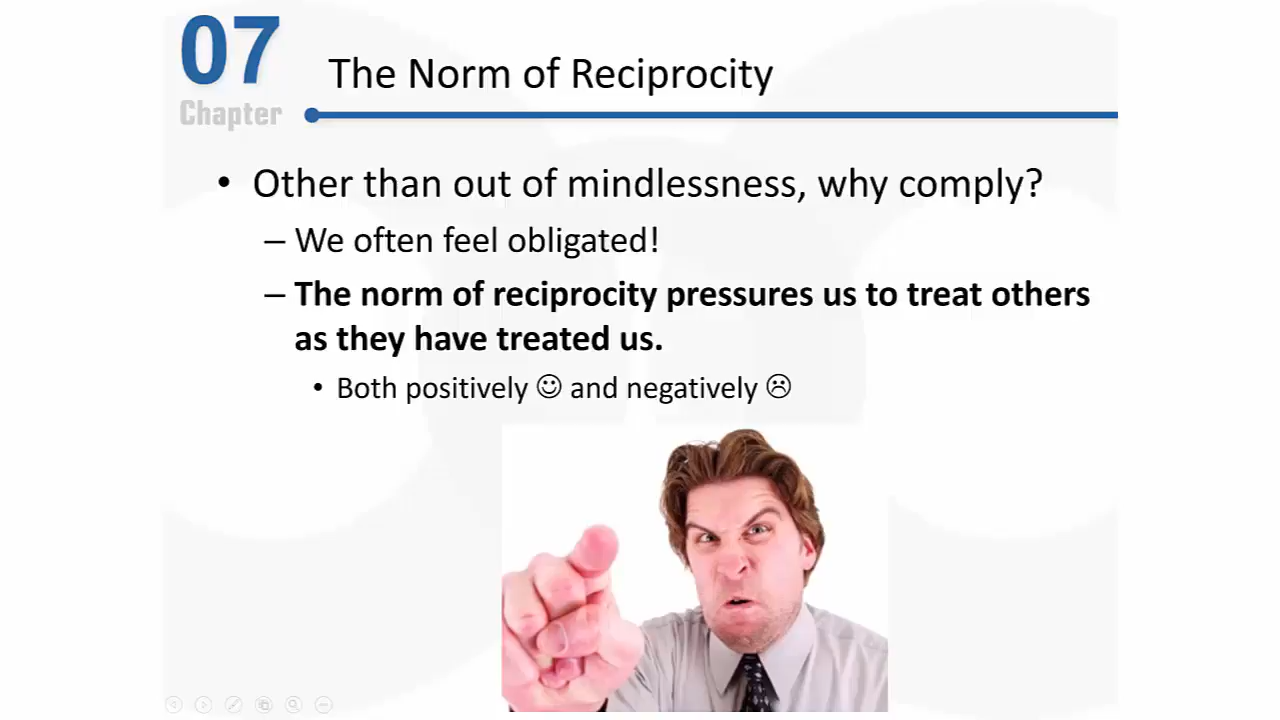 07
Chapter
The Norm of Reciprocity
• Other than out of mindlessness, why comply?
– We often feel obligated!
– The norm of reciprocity pressures us to treat others
as they have treated us.
• Both positively ☺ and negatively ☹